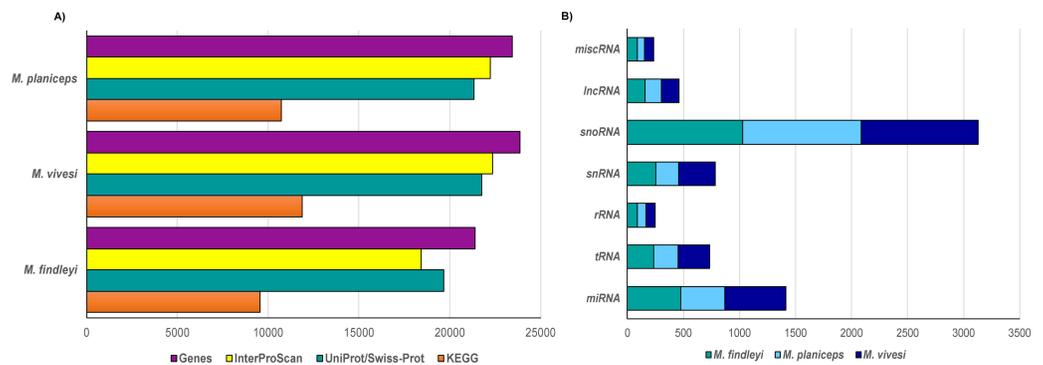 A)
M. planiceps
M. vivesi
M. findleyi
0 5000 10000 15000 20000 25000
Genes InterProScan UniProt/Swiss-Prot KEGG
B)
miscRNA
lncRNA
snoRNA
snRNA
rRNA
tRNA
miRNA
0 500 1000 1500 2000 2500 3000 3500
M. findleyi M. planiceps M. vivesi